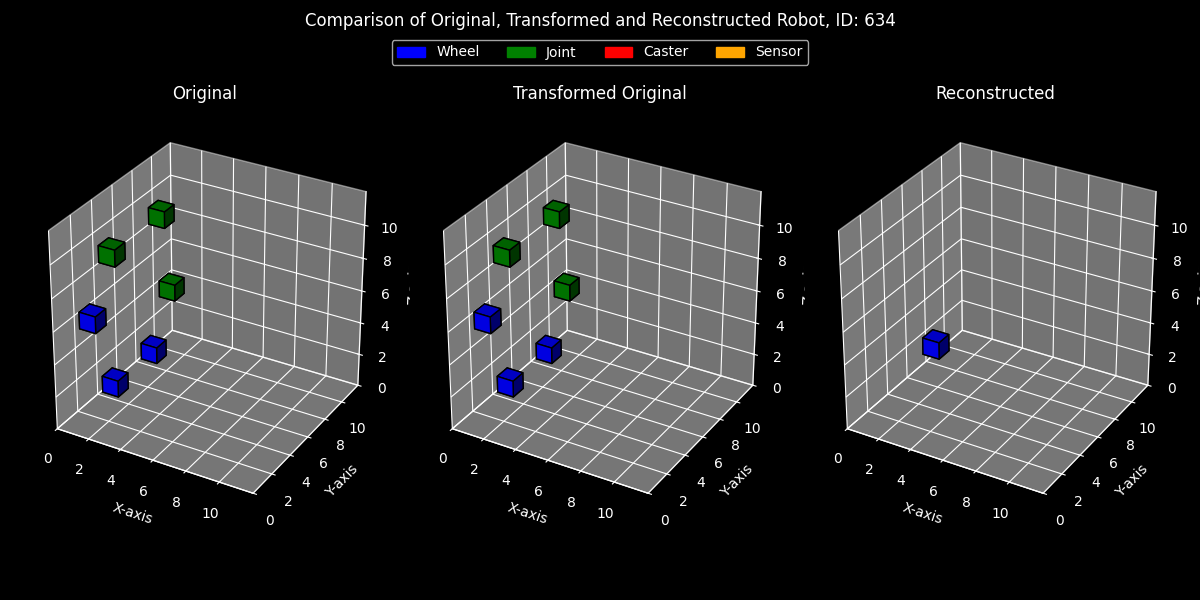 Comparison of Original, Transformed and Reconstructed Robot, ID: 634
Wheel Joint Caster Sensor
Original Transformed Original Reconstructed
10 10 10
8 8 8
6 6 6
4 4 4
2 2 2
0 0 0
10 10 10
8 8 8
6 6 6
4 4 4
2 2 2
0 0 0
0 2 4 6 8 10 0 2 4 6 8 10 0 2 4 6 8 10
X-axis Y-axis X-axis Y-axis X-axis Y-axis